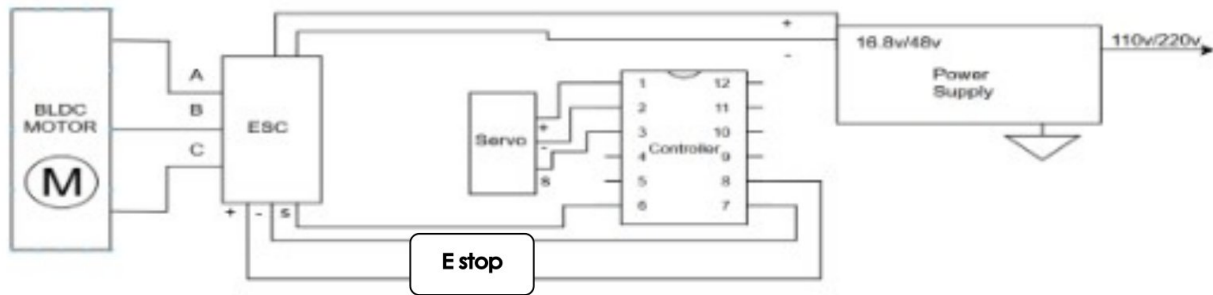 BLDC
MOTOR
M
A
B
C
ESC
+ - s
Servo
+
-
s
1
2
3
4
5
6
Controller
12
11
10
9
8
7
E stop
+
-
16.8v/48v
Power
Supply
110v/220v